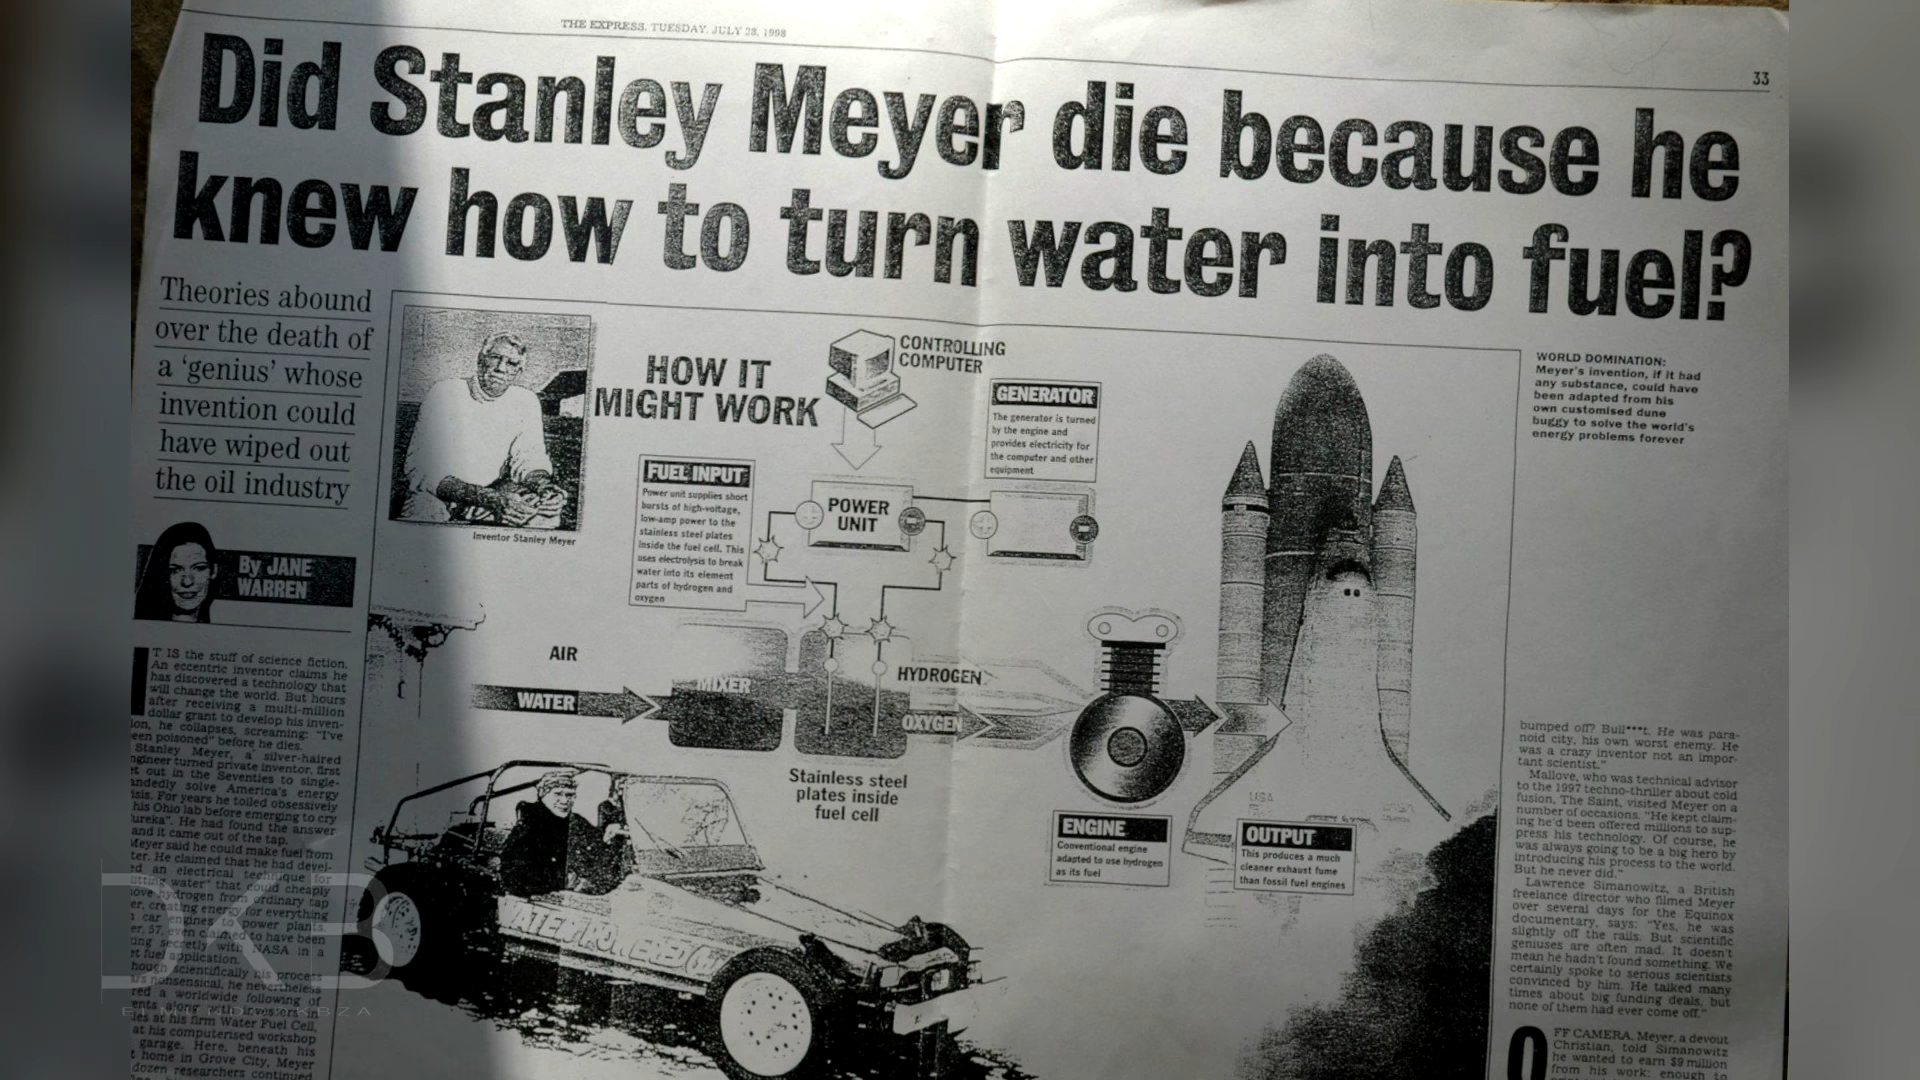 THE EXPRESS, TUESDAY, JULY 28, 1998
33
Did Stanley Meyer die because he
knew how to turn water into fuel?
Theories abound
over the death of
a ‘genius’ whose
invention could
have wiped out
the oil industry
By JANE
WARREN
T IS the stuff of science fiction.
An eccentric inventor claims he
has discovered a technology that
will change the world. But hours
after receiving a multi-million
dollar grant to develop his inven-
ion, he collapses, screaming: "I've
een poisoned" before he dies.
Stanley Meyer, a silver-haired
ngineer turned private inventor, first
et out in the Seventies to single-
andedly solve America's energy
isis. For years he toiled obsessively
his Ohio lab before emerging to cry
ureka". He had found the answer
and it came out of the tap.
Meyer said he could make fuel from
ter. He claimed that he had devel-
ed an electrical technique for
utting water" that could cheaply
ove hydrogen from ordinary tap
er, creating energy for everything
car engines to power plants.
er, 57, even claimed to have been
ing secretly with NASA in a
et fuel application.
hough scientifically his process
nonsensical, he nevertheless
red a worldwide following of
ents along with investors in
les at his firm Water Fuel Cell,
at his computerised workshop
garage. Here, beneath his
home in Grove City, Meyer
dozen researchers continued
Inventor Stanley Meyer
HOW IT
MIGHT WORK
CONTROLLING
COMPUTER
GENERATOR
The generator is turned
by the engine and
provides electricity for
the computer and other
equipment
FUEL INPUT
Power unit supplies short
bursts of high-voltage,
low-amp power to the
stainless steel plates
inside the fuel cell. This
uses electrolysis to break
water into its element
parts of hydrogen and
oxygen
POWER
UNIT
AIR
WATER
MIXER
HYDROGEN
OXYGEN
Stainless steel
plates inside
fuel cell
ENGINE
Conventional engine
adapted to use hydrogen
as its fuel
USA
OUTPUT
This produces a much
cleaner exhaust fume
than fossil fuel engines
WATER POWERED
WORLD DOMINATION:
Meyer's invention, if it had
any substance, could have
been adapted from his
own customised dune
buggy to solve the world's
energy problems forever
bumped off? Bull***t. He was para-
noid city, his own worst enemy. He
was a crazy inventor not an impor-
tant scientist."
Mallove, who was technical advisor
to the 1997 techno-thriller about cold
fusion, The Saint, visited Meyer on a
number of occasions. "He kept claim-
ing he'd been offered millions to sup-
press his technology. Of course, he
was always going to be a big hero by
introducing his process to the world.
But he never did."
Lawrence Simanowitz, a British
freelance director who filmed Meyer
over several days for the Equinox
documentary, says: "Yes, he was
slightly off the rails. But scientific
geniuses are often mad. It doesn't
mean he hadn't found something. We
certainly spoke to serious scientists
convinced by him. He talked many
times about big funding deals, but
none of them had ever come off."
OFF CAMERA, Meyer, a devout
Christian, told Simanowitz
he wanted to earn $9 million
from his work: enough to